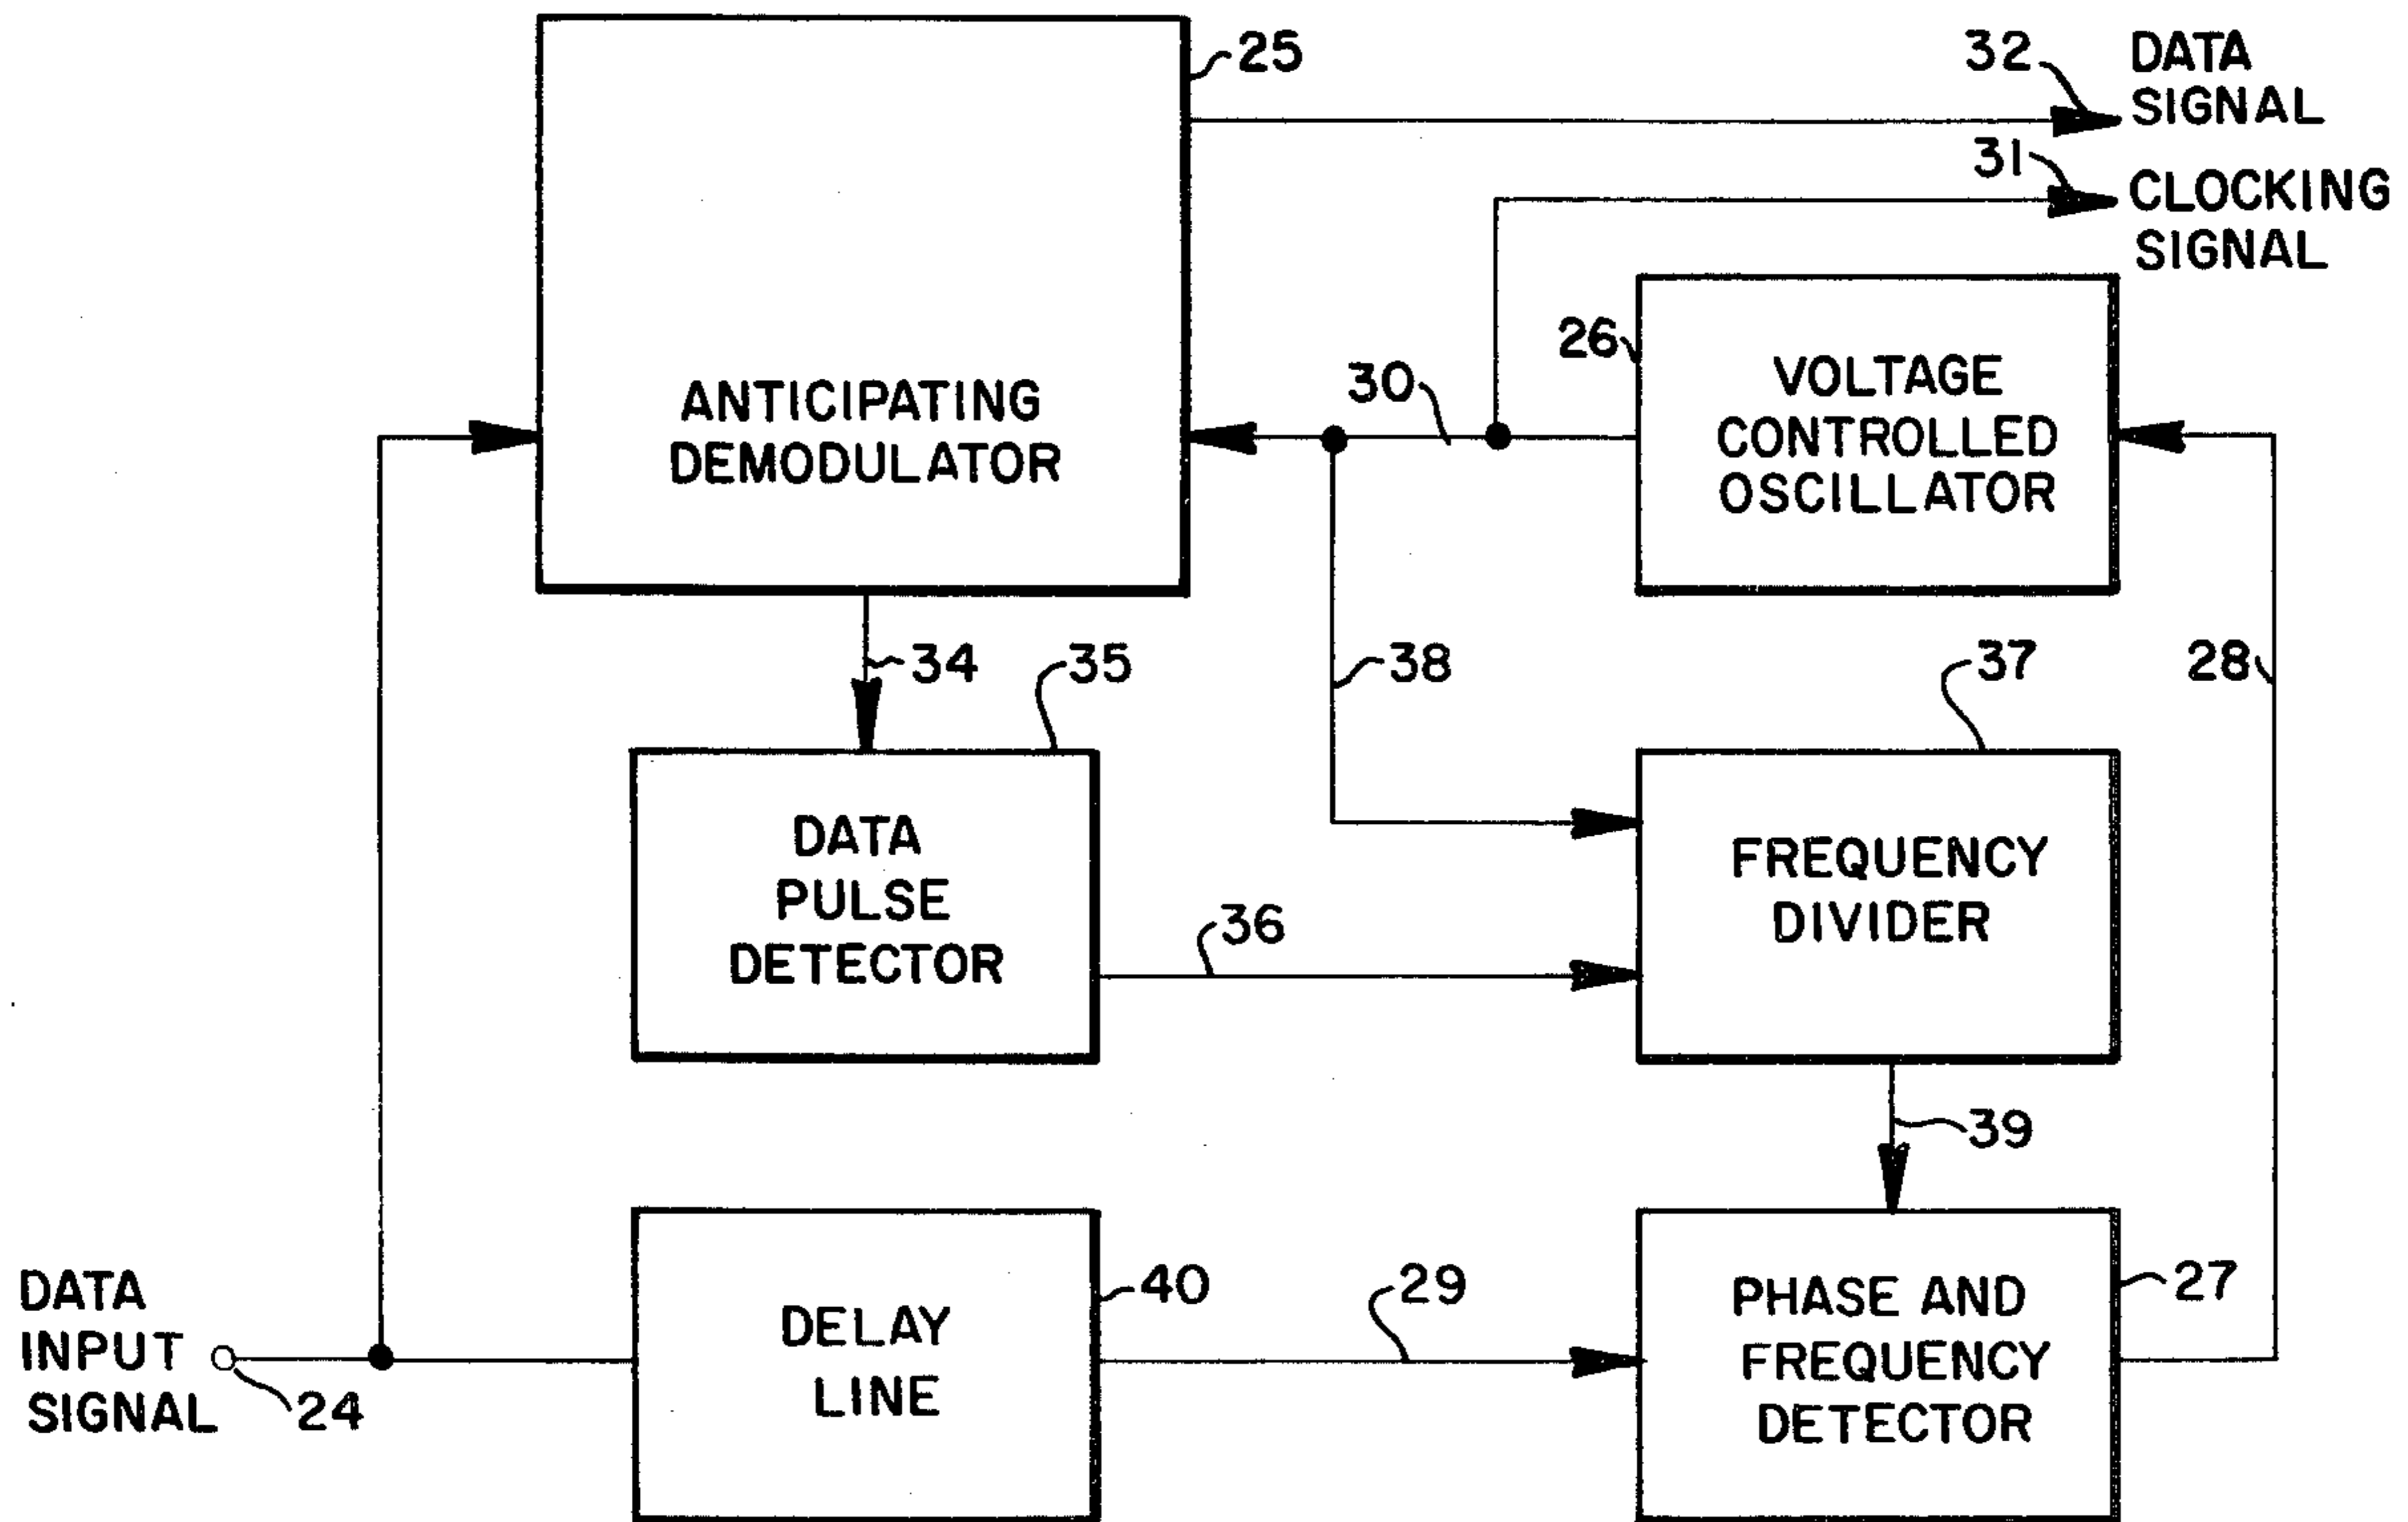 25
32
DATA
SIGNAL
31
CLOCKING
SIGNAL
26
30
ANTICIPATING
DEMODULATOR
VOLTAGE
CONTROLLED
OSCILLATOR
34
35
38
37
28
DATA
PULSE
DETECTOR
36
FREQUENCY
DIVIDER
39
DATA
INPUT
SIGNAL
24
DELAY
LINE
40
29
PHASE AND
FREQUENCY
DETECTOR
27